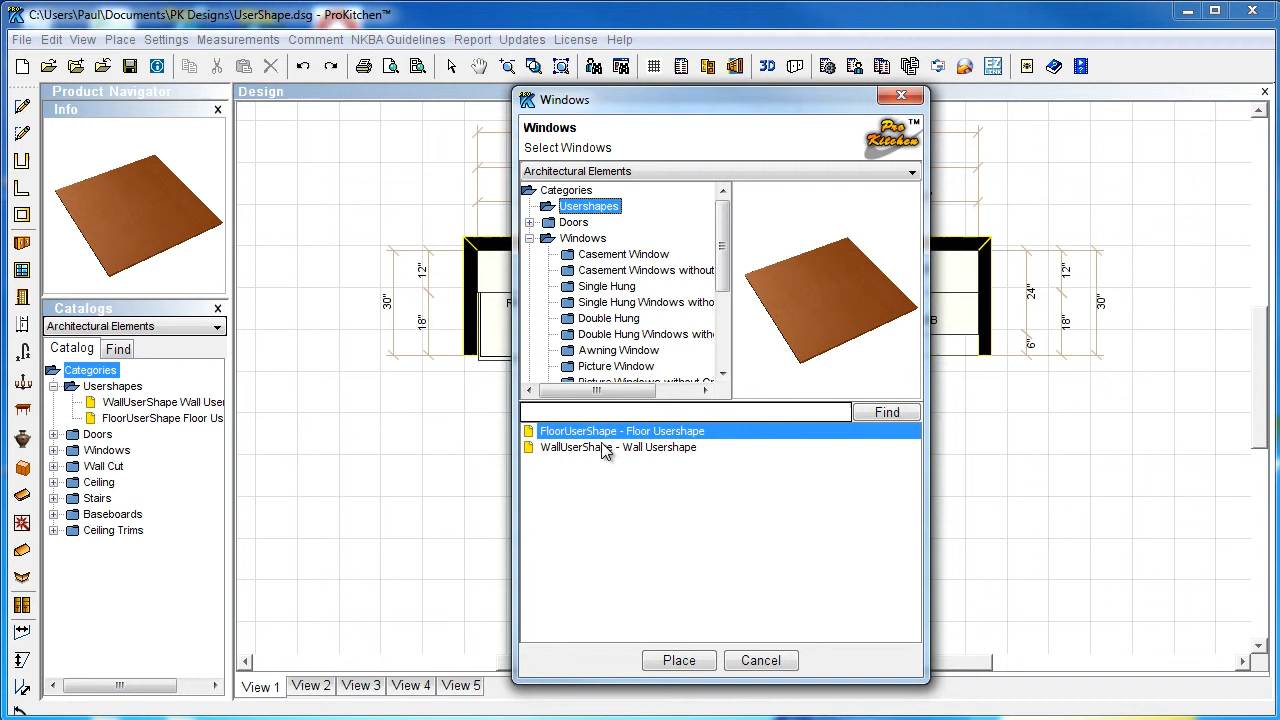 C:\Users\Paul\Documents\PK Designs\UserShape.dsg - ProKitchen™
File Edit View Place Settings Measurements Comment NKBA Guidelines Report Updates License Help
3D
Product Navigator
Info
Catalogs
Architectural Elements
Catalog Find
Categories
Usershapes
WallUserShape Wall User
FloorUserShape Floor Us
Doors
Windows
Wall Cut
Ceiling
Stairs
Baseboards
Ceiling Trims
Design
30"
12"
18"
R
Windows
Windows
Select Windows
Pro Kitchen ™
Architectural Elements
Categories
Usershapes
Doors
Windows
Casement Window
Casement Windows without
Single Hung
Single Hung Windows witho
Double Hung
Double Hung Windows with
Awning Window
Picture Window
Picture Windows without Gr
Find
FloorUserShape - Floor Usershape
WallUserShape - Wall Usershape
Place Cancel
B
24"
6"
12"
18"
30"
View 1 View 2 View 3 View 4 View 5